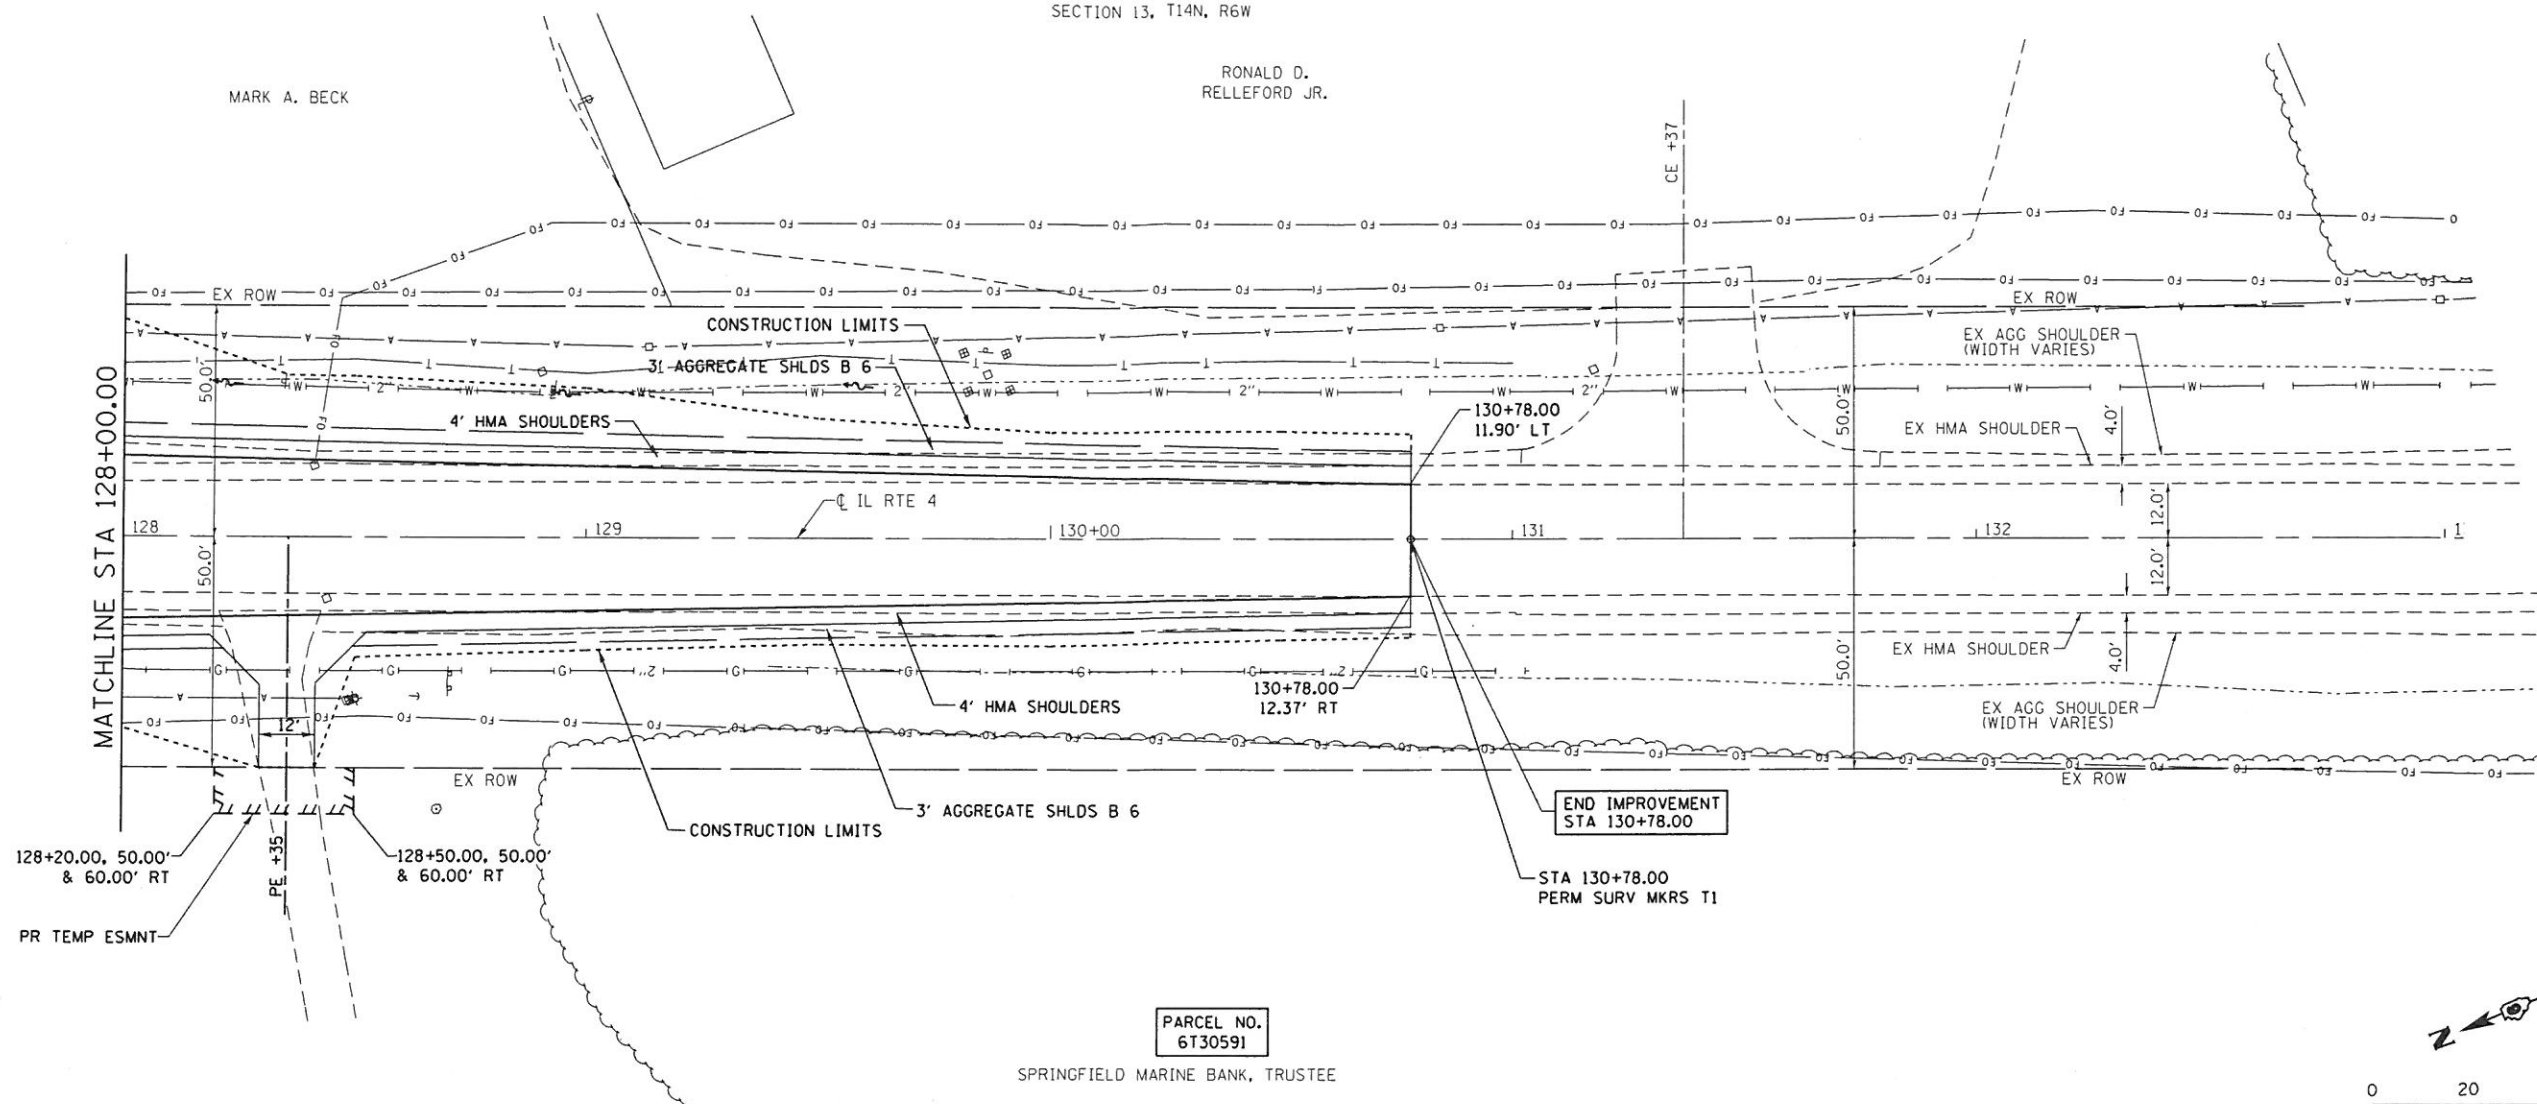 SECTION 13, T14N, R6W
MARK A. BECK
RONALD D.
RELLEFORD JR.
CE +37
EX ROW
EX ROW
CONSTRUCTION LIMITS
3' AGGREGATE SHLDS B 6
4' HMA SHOULDERS
50.0'
50.0'
2"
2"
2"
2"
130+78.00
11.90' LT
EX AGG SHOULDER
(WIDTH VARIES)
EX HMA SHOULDER
4.0'
50.0'
50.0'
12.0'
12.0'
MATCHLINE STA 128+00.00
℄ IL RTE 4
128
129
130+00
131
132
1
EX HMA SHOULDER
4.0'
EX AGG SHOULDER
(WIDTH VARIES)
2"
2"
130+78.00
12.37' RT
4' HMA SHOULDERS
12'
EX ROW
EX ROW
3' AGGREGATE SHLDS B 6
CONSTRUCTION LIMITS
END IMPROVEMENT
STA 130+78.00
128+20.00, 50.00'
& 60.00' RT
PE +35
128+50.00, 50.00'
& 60.00' RT
STA 130+78.00
PERM SURV MKRS T1
PR TEMP ESMNT
PARCEL NO.
6T30591
SPRINGFIELD MARINE BANK, TRUSTEE
N
0 20